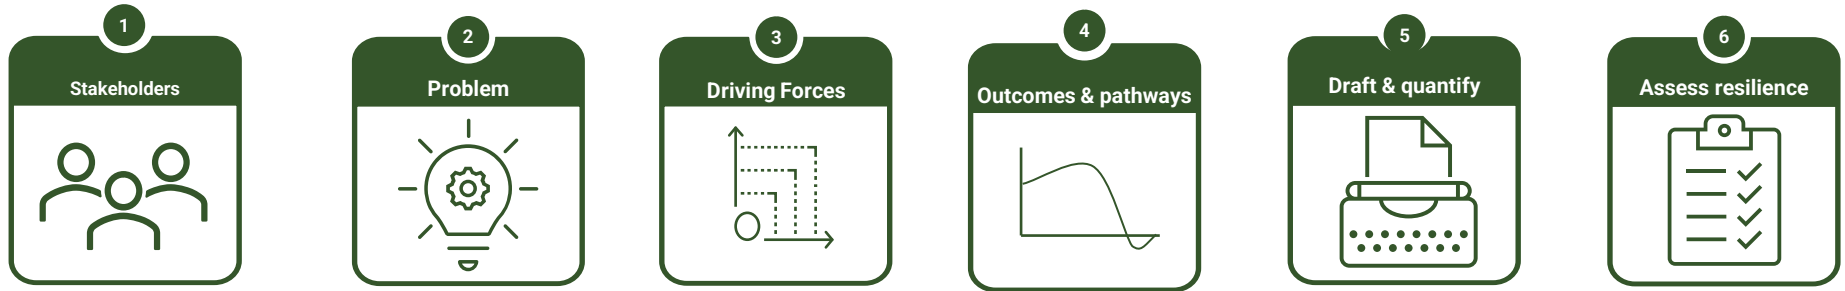 1
Stakeholders
2
Problem
3
Driving Forces
4
Outcomes & pathways
5
Draft & quantify
6
Assess resilience